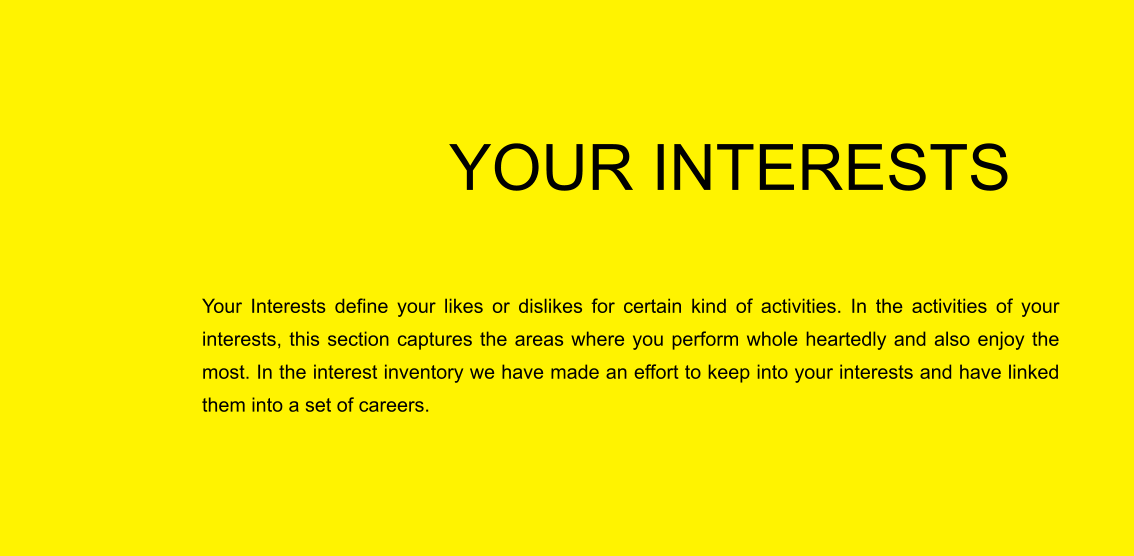 YOUR INTERESTS
Your Interests define your likes or dislikes for certain kind of activities. In the activities of your
interests, this section captures the areas where you perform whole heartedly and also enjoy the
most. In the interest inventory we have made an effort to keep into your interests and have linked
them into a set of careers.